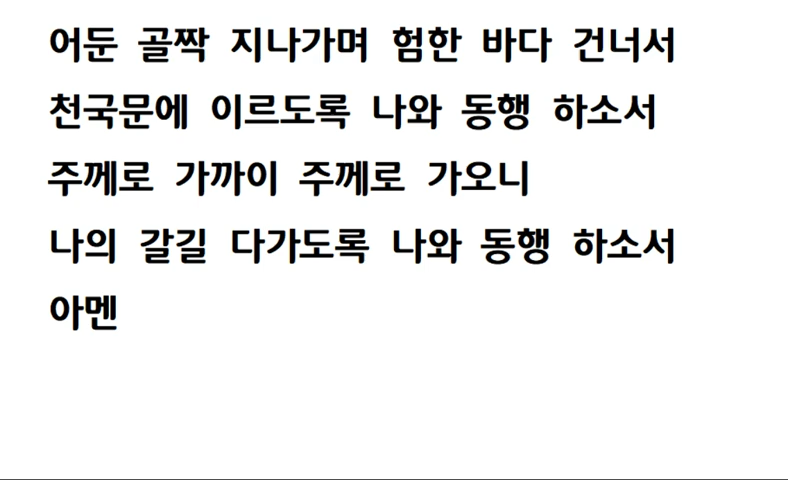 어둔 골짝 지나가며 험한 바다 건너서
천국문에 이르도록 나와 동행 하소서
주께로 가까이 주께로 가오니
나의 갈길 다가도록 나와 동행 하소서
아멘